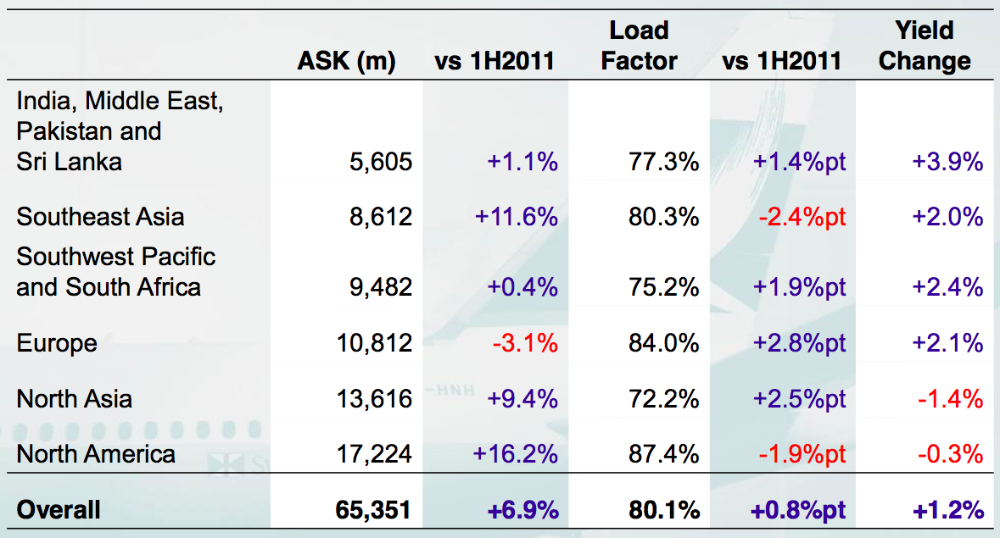 ASK (m) vs 1H2011 Load Factor vs 1H2011 Yield Change
India, Middle East,
Pakistan and
Sri Lanka 5,605 +1.1% 77.3% +1.4%pt +3.9%
Southeast Asia 8,612 +11.6% 80.3% -2.4%pt +2.0%
Southwest Pacific
and South Africa 9,482 +0.4% 75.2% +1.9%pt +2.4%
Europe 10,812 -3.1% 84.0% +2.8%pt +2.1%
-HNH
North Asia 13,616 +9.4% 72.2% +2.5%pt -1.4%
North America 17,224 +16.2% 87.4% -1.9%pt -0.3%
Overall 65,351 +6.9% 80.1% +0.8%pt +1.2%